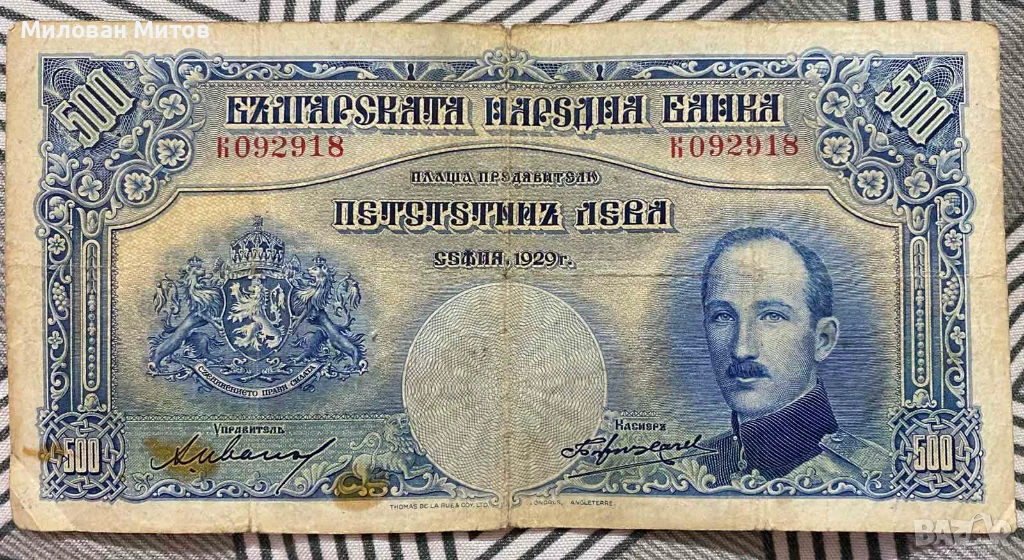 Милован Митов
500 500
БЪЛГАРСКАТА НАРОДНА БАНКА
К092918 К092918
ПЛАЩА ПРЕДЯВИТЕЛЮ
ПЕТСТОТИНЪ ЛЕВА
СОФИЯ, 1929 г.
СЪЕДИНЕНИЕТО ПРАВИ СИЛАТА
УПРАВИТЕЛЬ КАСИЕРЪ
500 500
THOMAS DE LA RUE & COY, LTD. LONDRES, ANGLETERRE.
BAZAR